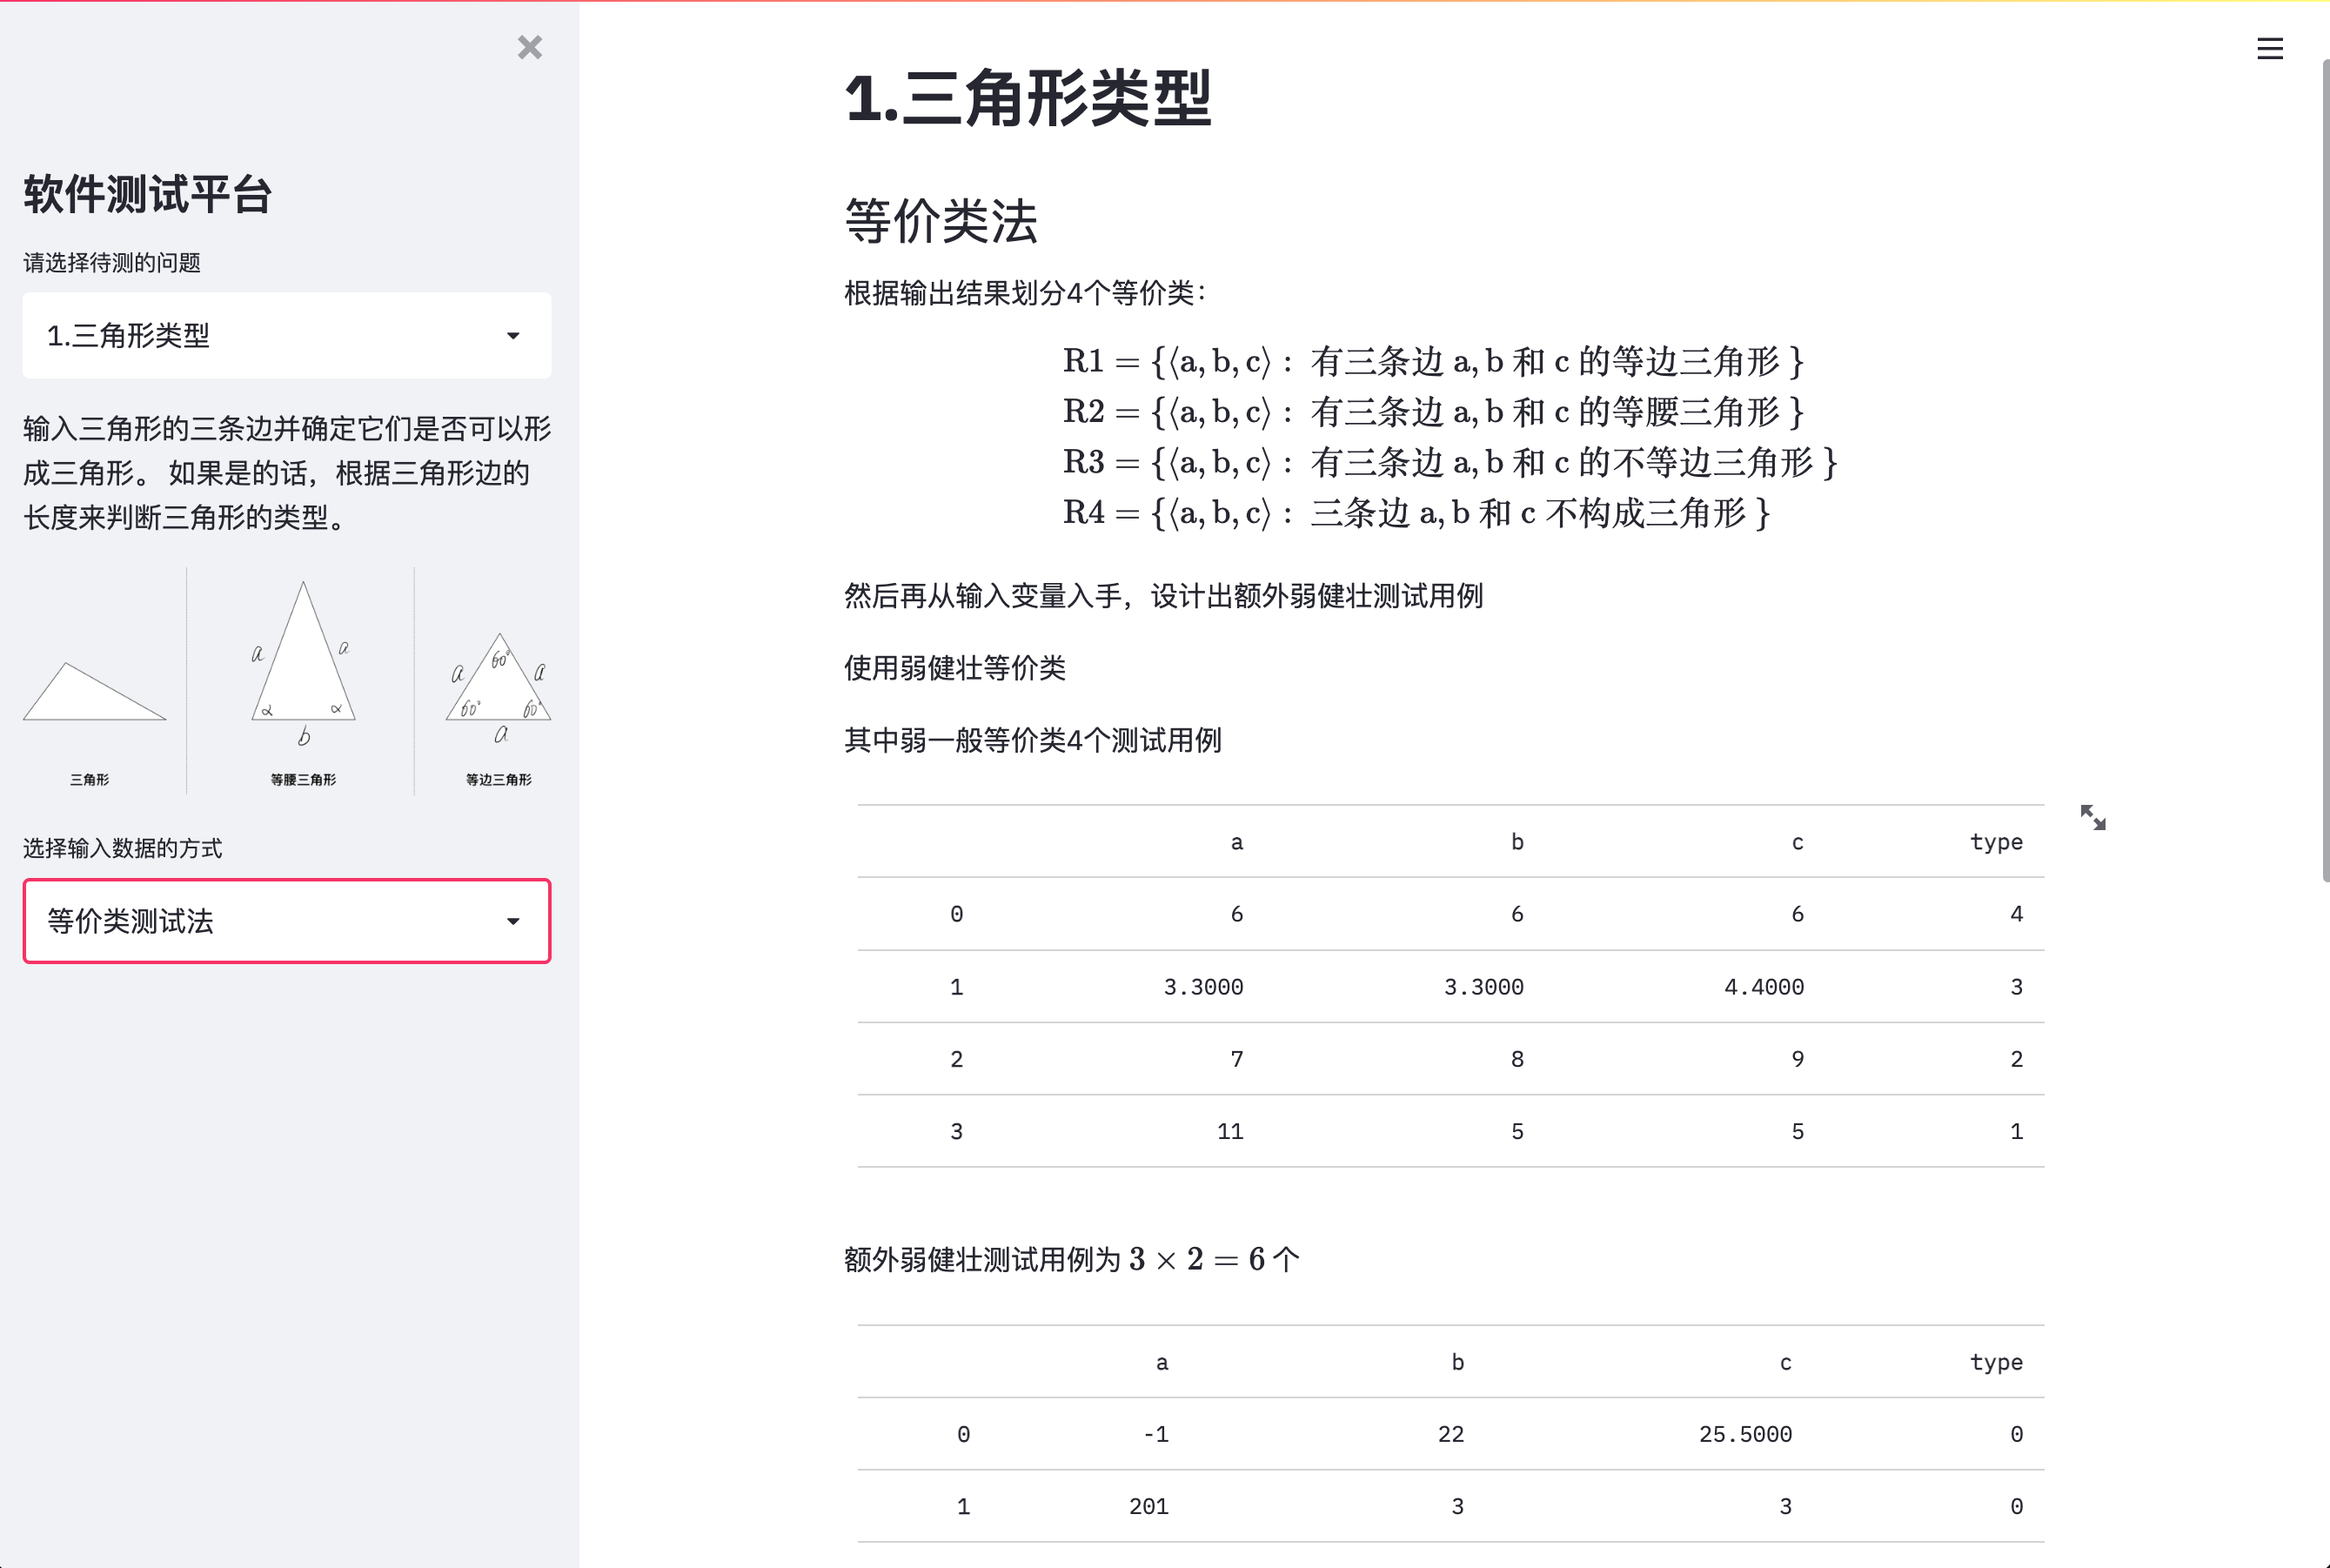 软件测试平台
请选择待测的问题
1.三角形类型
输入三角形的三条边并确定它们是否可以形
成三角形。 如果是的话，根据三角形边的
长度来判断三角形的类型。
a a α α b
60° a a 60° 60° a
三角形 等腰三角形 等边三角形
选择输入数据的方式
等价类测试法
1.三角形类型
等价类法
根据输出结果划分4个等价类：
R1 = {⟨a, b, c⟩ : 有三条边 a, b 和 c 的等边三角形 }
R2 = {⟨a, b, c⟩ : 有三条边 a, b 和 c 的等腰三角形 }
R3 = {⟨a, b, c⟩ : 有三条边 a, b 和 c 的不等边三角形 }
R4 = {⟨a, b, c⟩ : 三条边 a, b 和 c 不构成三角形 }
然后再从输入变量入手，设计出额外弱健壮测试用例
使用弱健壮等价类
其中弱一般等价类4个测试用例
a b c type
0 6 6 6 4
1 3.3000 3.3000 4.4000 3
2 7 8 9 2
3 11 5 5 1
额外弱健壮测试用例为 3 × 2 = 6 个
a b c type
0 -1 22 25.5000 0
1 201 3 3 0